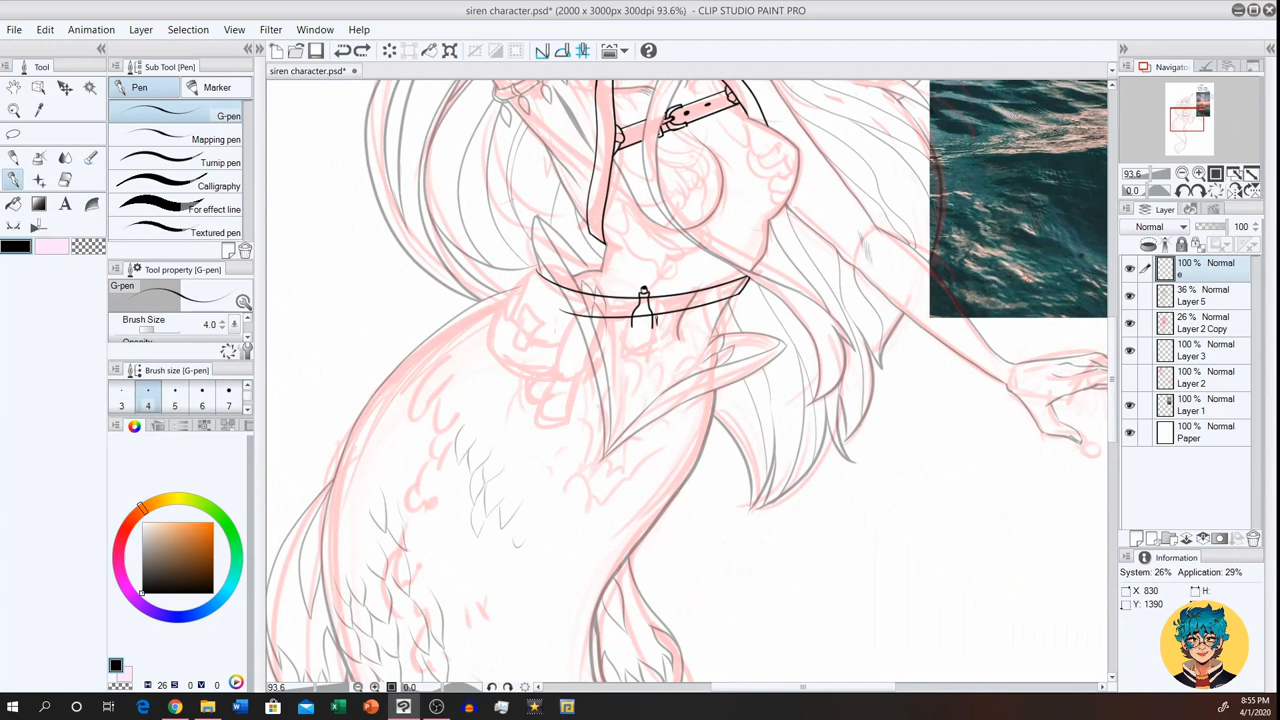 siren character.psd* (2000 x 3000px 300dpi 93.6%) - CLIP STUDIO PAINT PRO
File Edit Animation Layer Selection View Filter Window Help
Tool
Sub Tool [Pen]
siren character.psd*
Navigator
Pen
Marker
G-pen
Mapping pen
Turnip pen
Calligraphy
For effect line
Textured pen
Tool property [G-pen]
G-pen
Brush Size 4.0
Opacity
Brush size [G-pen]
3 4 5 6 7
H 26 S 0 V 0
93.6
0.0
93.6
0.0
Layer
Normal 100
100 % Normal
e
36 % Normal
Layer 5
26 % Normal
Layer 2 Copy
100 % Normal
Layer 3
100 % Normal
Layer 2
100 % Normal
Layer 1
100 % Normal
Paper
Information
System: 26% Application: 29%
X 830 H:
Y: 1390
8:55 PM
4/1/2020